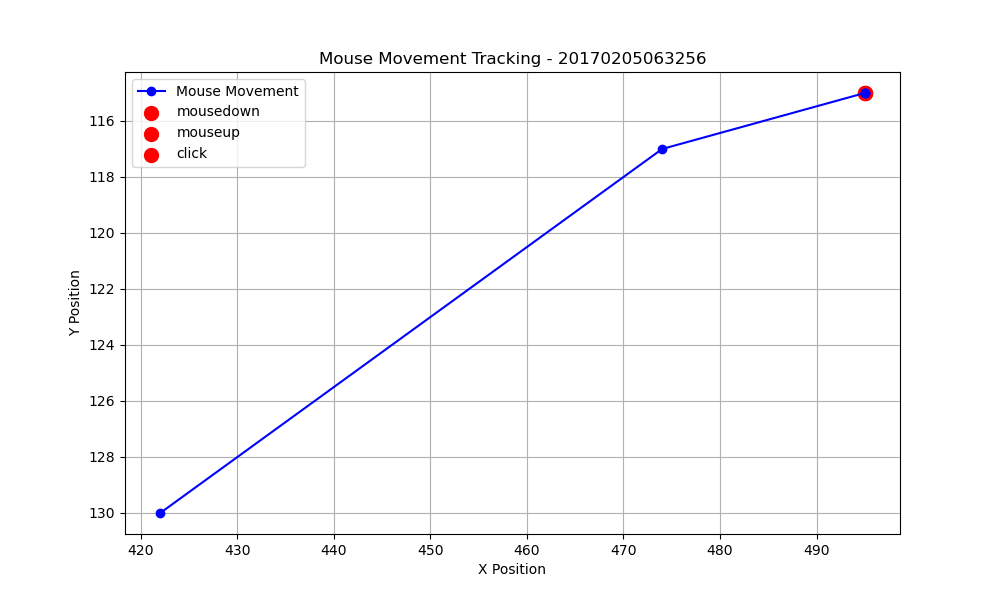 Mouse Movement Tracking - 20170205063256
Mouse Movement
mousedown
mouseup
click
116
118
120
122
124
126
128
130
Y Position
420 430 440 450 460 470 480 490
X Position